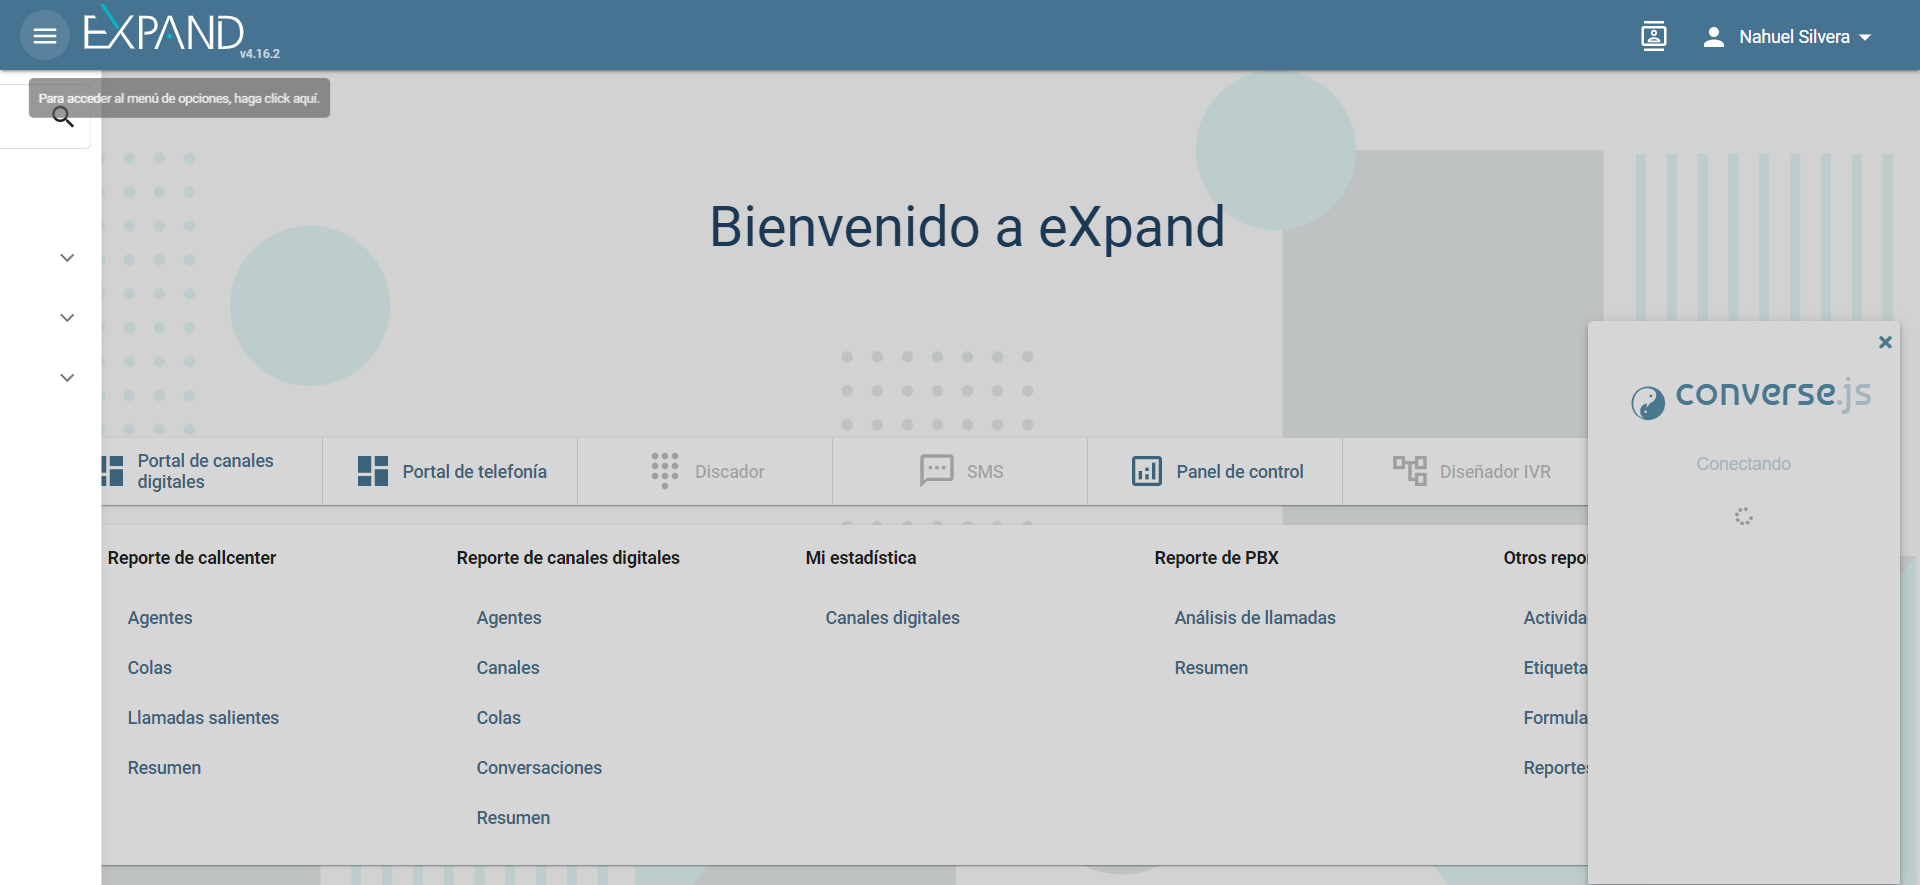 EXPAND
v4.16.2
Nahuel Silvera
Para acceder al menú de opciones, haga click aquí.
Bienvenido a eXpand
converse.js
Conectando
Portal de canales
digitales
Portal de telefonía
Discador
SMS
Panel de control
Diseñador IVR
Reporte de callcenter
Agentes
Colas
Llamadas salientes
Resumen
Reporte de canales digitales
Agentes
Canales
Colas
Conversaciones
Resumen
Mi estadística
Canales digitales
Reporte de PBX
Análisis de llamadas
Resumen
Otros repor
Activida
Etiqueta
Formula
Reportes